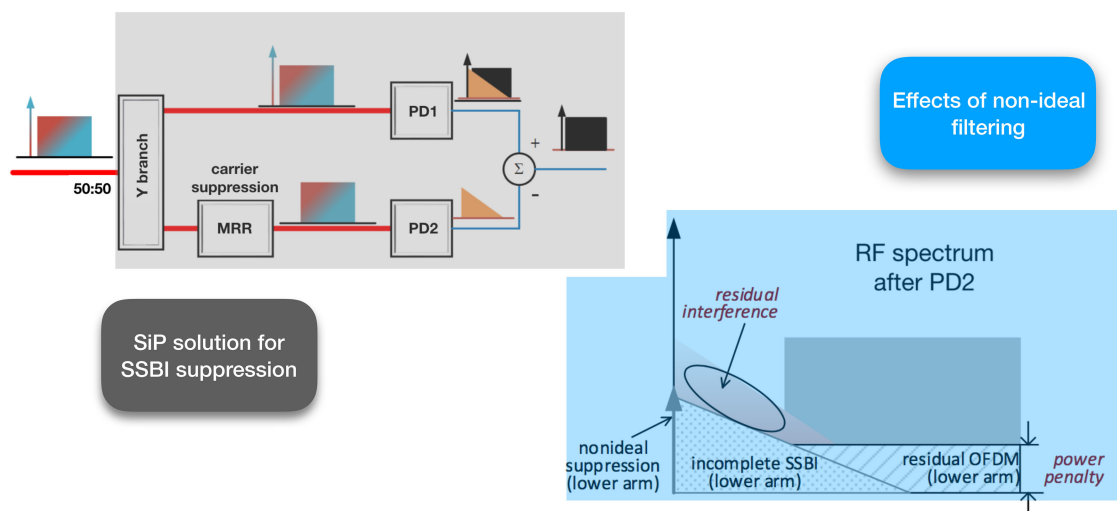 Y branch
50:50
carrier
suppression
MRR
PD1
PD2
+
Σ
-
SiP solution for
SSBI suppression
Effects of non-ideal
filtering
RF spectrum
after PD2
residual
interference
nonideal
suppression
(lower arm)
incomplete SSBI
(lower arm)
residual OFDM
(lower arm)
power
penalty